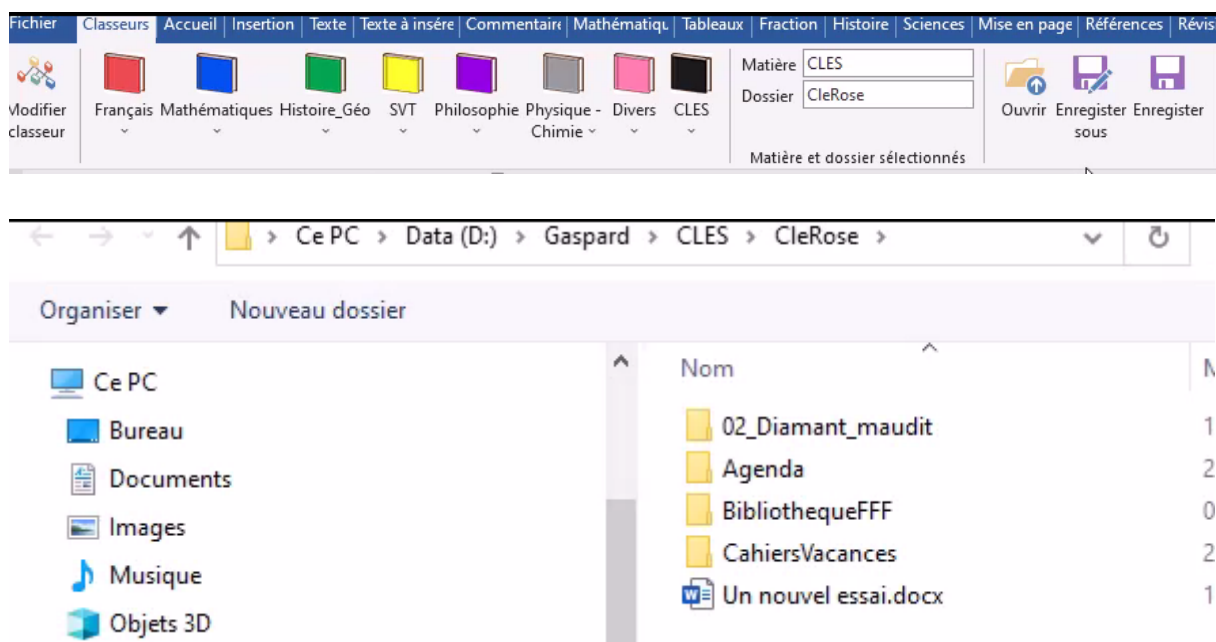 Fichier Classeurs Accueil Insertion Texte Texte à insére Commentaire Mathématiqu Tableaux Fraction Histoire Sciences Mise en page Références Révis
Modifier classeur
Français
Mathématiques
Histoire_Géo
SVT
Philosophie
Physique -
Chimie
Divers
CLES
Matière CLES
Dossier CleRose
Matière et dossier sélectionnés
Ouvrir
Enregister
sous
Enregister
Ce PC > Data (D:) > Gaspard > CLES > CleRose >
Organiser Nouveau dossier
Ce PC
Bureau
Documents
Images
Musique
Objets 3D
Nom
02_Diamant_maudit
Agenda
BibliothequeFFF
CahiersVacances
Un nouvel essai.docx